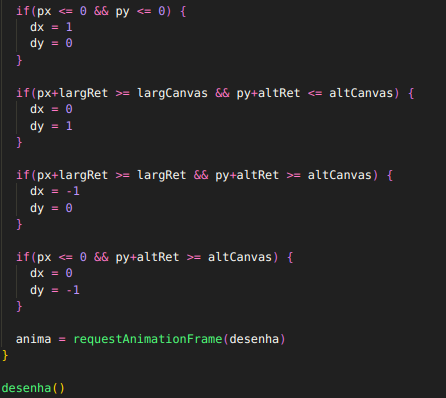 if(px <= 0 && py <= 0) {
dx = 1
dy = 0
}
if(px+largRet >= largCanvas && py+altRet <= altCanvas) {
dx = 0
dy = 1
}
if(px+largRet >= largRet && py+altRet >= altCanvas) {
dx = -1
dy = 0
}
if(px <= 0 && py+altRet >= altCanvas) {
dx = 0
dy = -1
}
anima = requestAnimationFrame(desenha)
}
desenha()